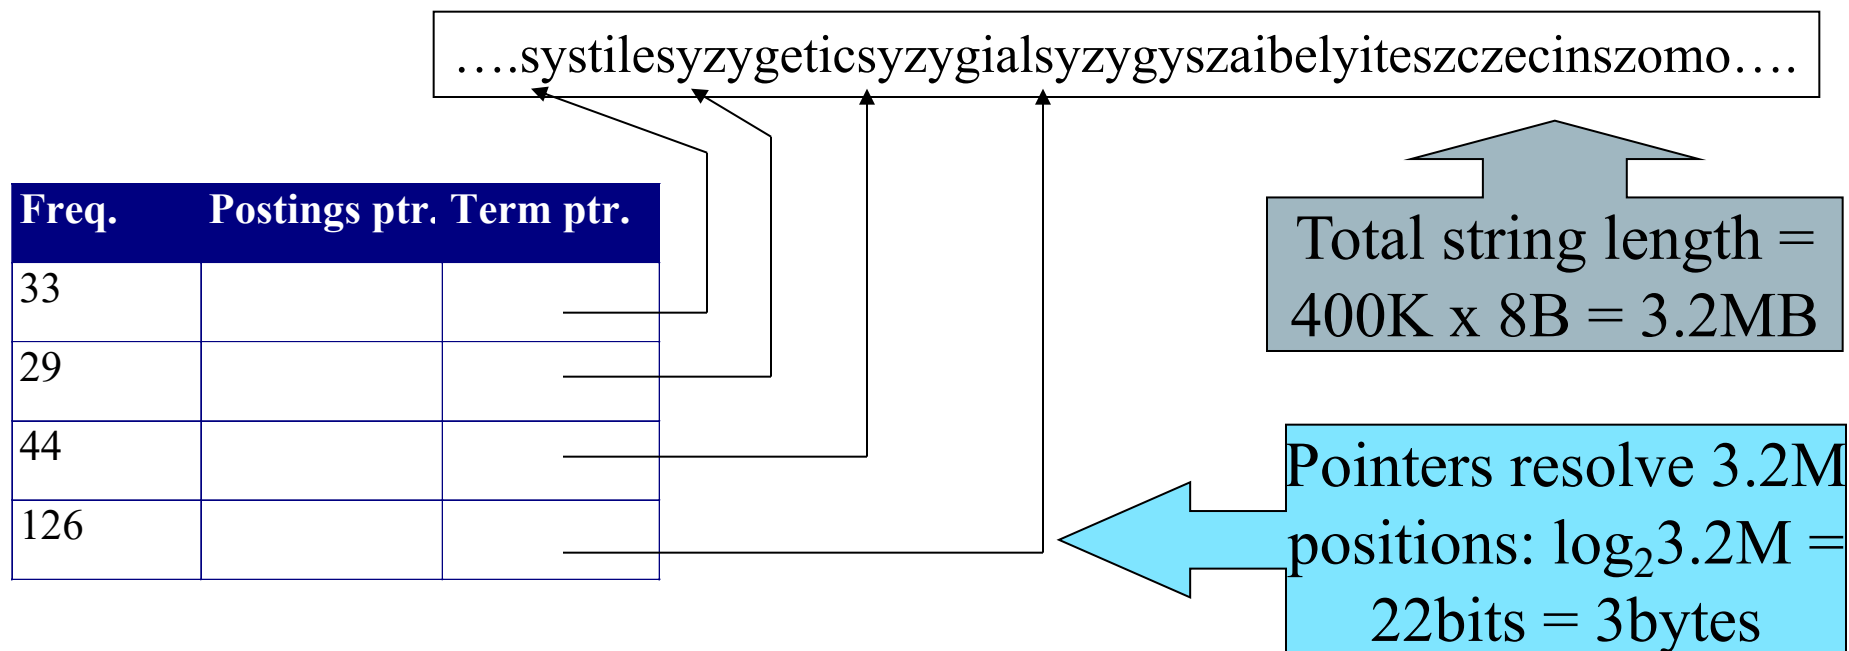 ….systilesyzygeticsyzygialsyzygyszaibelyiteszczecinszomo….
Freq. Postings ptr. Term ptr.
33
29
44
126
Total string length =
400K x 8B = 3.2MB
Pointers resolve 3.2M
positions: log₂3.2M =
22bits = 3bytes